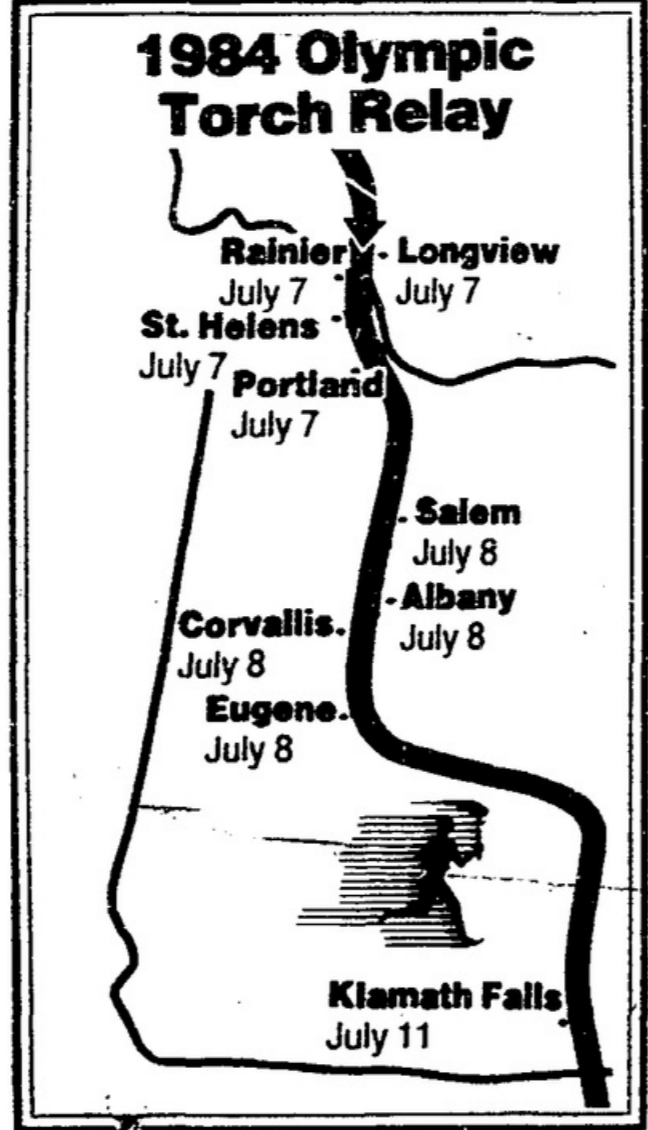 1984 Olympic
Torch Relay
Rainier
July 7
Longview
July 7
St. Helens
July 7
Portland
July 7
Salem
July 8
Albany
July 8
Corvallis
July 8
Eugene
July 8
Klamath Falls
July 11